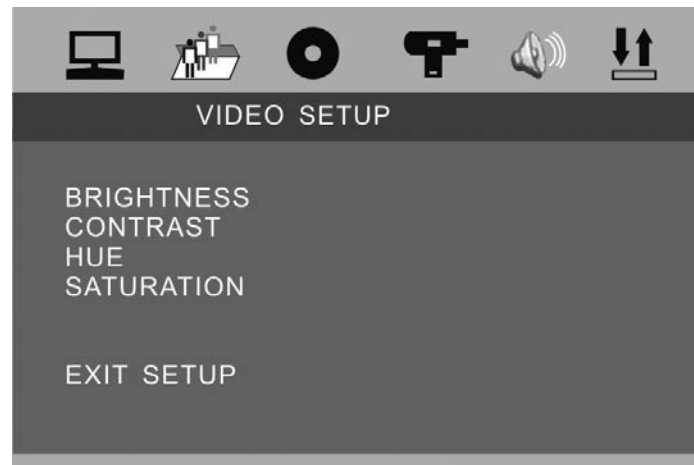 VIDEO SETUP
BRIGHTNESS
CONTRAST
HUE
SATURATION
EXIT SETUP